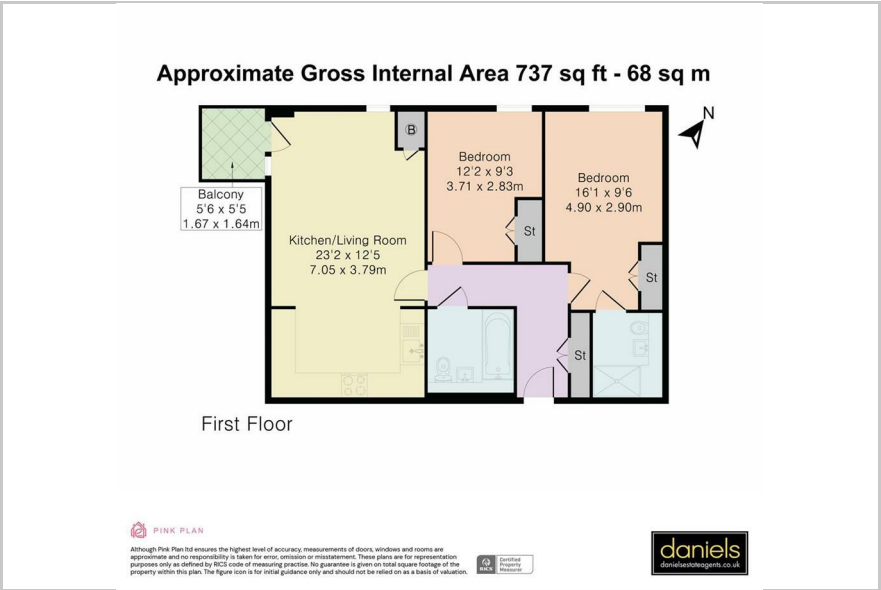 Approximate Gross Internal Area 737 sq ft - 68 sq m
N
B
Bedroom
12'2 x 9'3
3.71 x 2.83m
Bedroom
16'1 x 9'6
4.90 x 2.90m
Balcony
5'6 x 5'5
1.67 x 1.64m
St
Kitchen/Living Room
23'2 x 12'5
7.05 x 3.79m
St
St
First Floor
PINK PLAN
Although Pink Plan ltd ensures the highest level of accuracy, measurements of doors, windows and rooms are
approximate and no responsibility is taken for error, omission or misstatement. These plans are for representation
purposes only as defined by RICS code of measuring practise. No guarantee is given on total square footage of the
property within this plan. The figure icon is for initial guidance only and should not be relied on as a basis of valuation.
RICS
Certified
Property
Measurer
daniels
danielsestateagents.co.uk